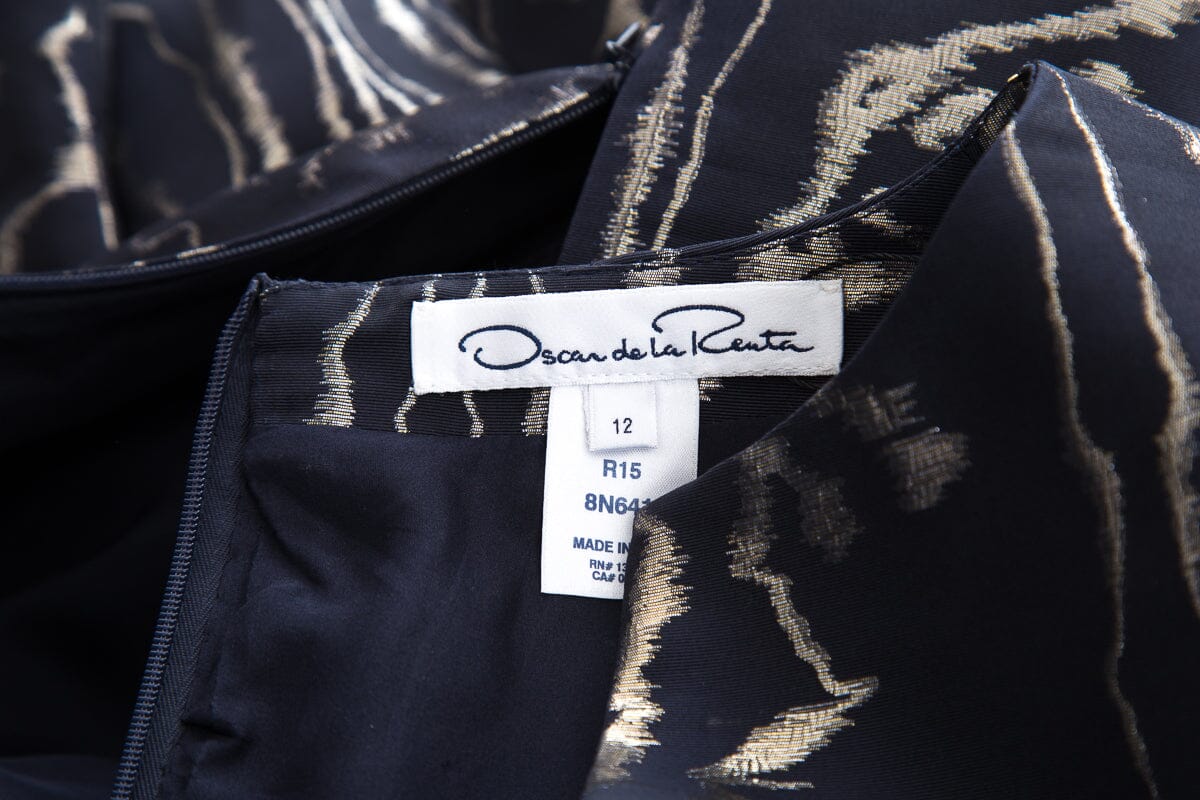 Oscar de la Renta
12
R15
8N641
MADE IN
RN# 13
CA# 0